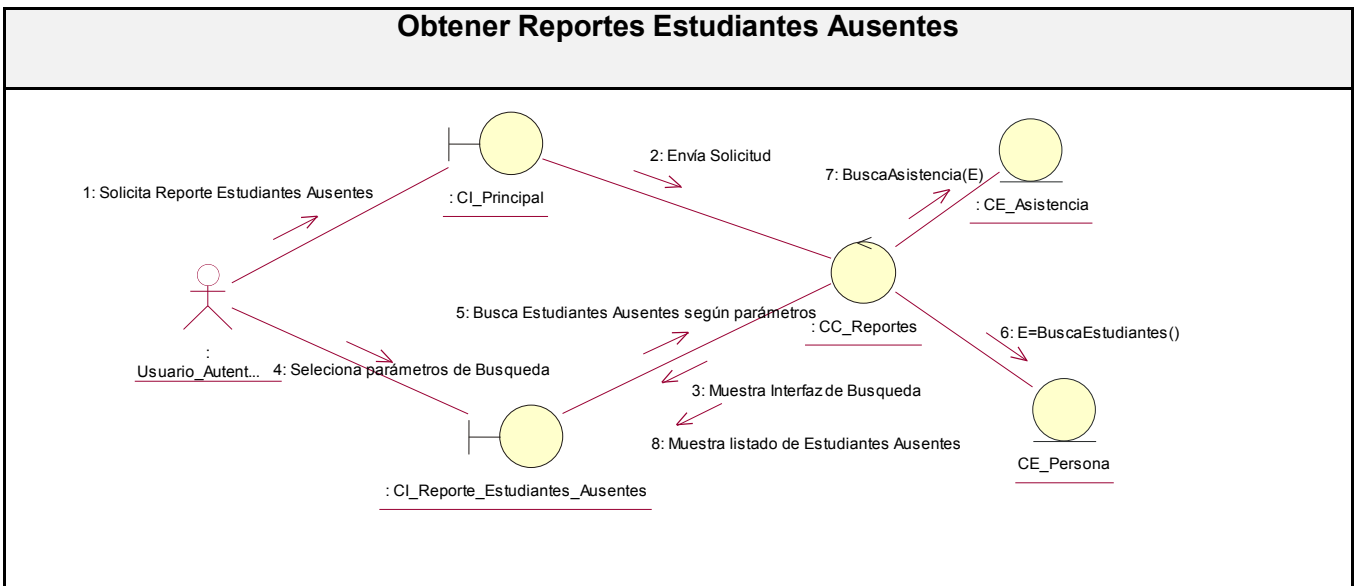 Obtener Reportes Estudiantes Ausentes
2: Envía Solicitud
7: BuscaAsistencia(E)
1: Solicita Reporte Estudiantes Ausentes
: CI_Principal
: CE_Asistencia
5: Busca Estudiantes Ausentes según parámetros
: CC_Reportes
6: E=BuscaEstudiantes()
:
Usuario_Autent...
4: Seleciona parámetros de Busqueda
3: Muestra Interfaz de Busqueda
8: Muestra listado de Estudiantes Ausentes
CE_Persona
: CI_Reporte_Estudiantes_Ausentes